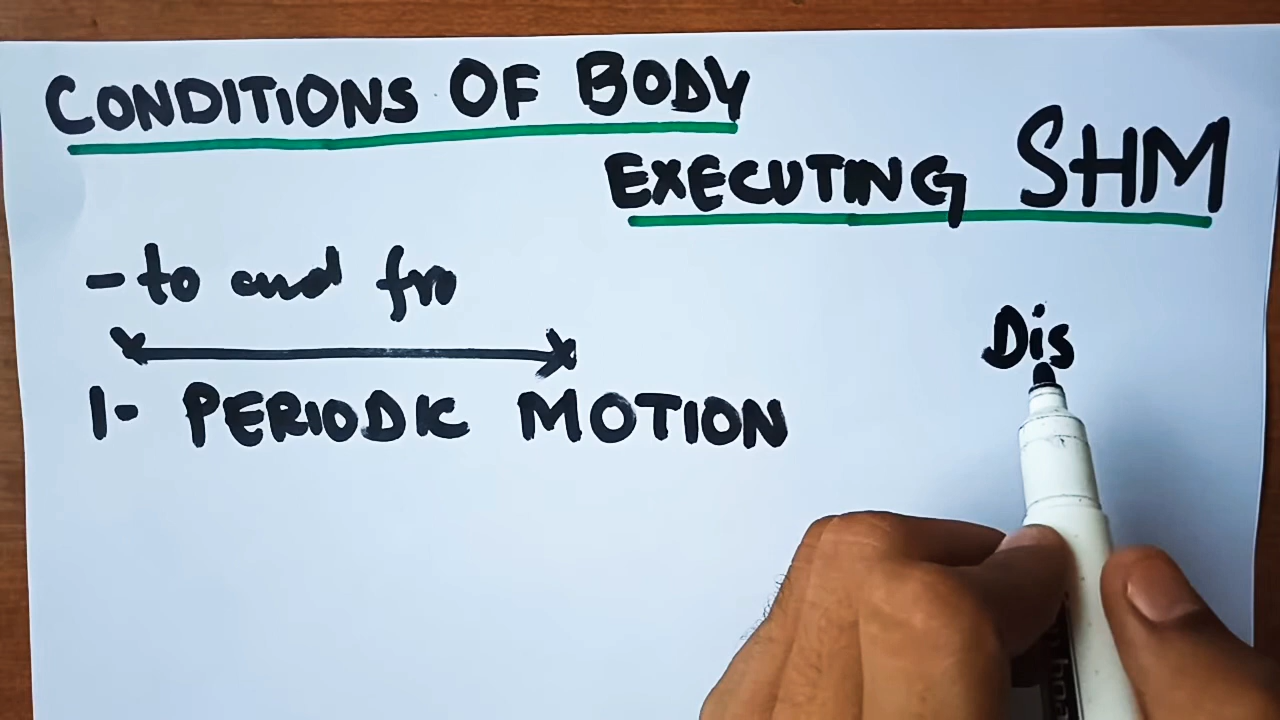 CONDITIONS OF BODY
EXECUTING SHM
- to and fro
Dis
1- PERIODIC MOTION